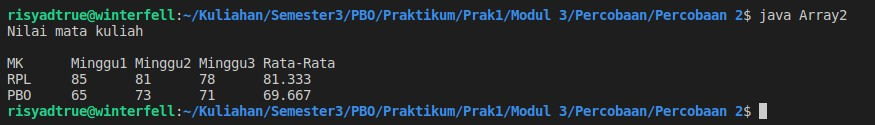 risyadtrue@winterfell:~/Kuliahan/Semester3/PBO/Praktikum/Prak1/Modul 3/Percobaan/Percobaan 2$ java Array2
Nilai mata kuliah
MK Minggu1 Minggu2 Minggu3 Rata-Rata
RPL 85 81 78 81.333
PBO 65 73 71 69.667
risyadtrue@winterfell:~/Kuliahan/Semester3/PBO/Praktikum/Prak1/Modul 3/Percobaan/Percobaan 2$